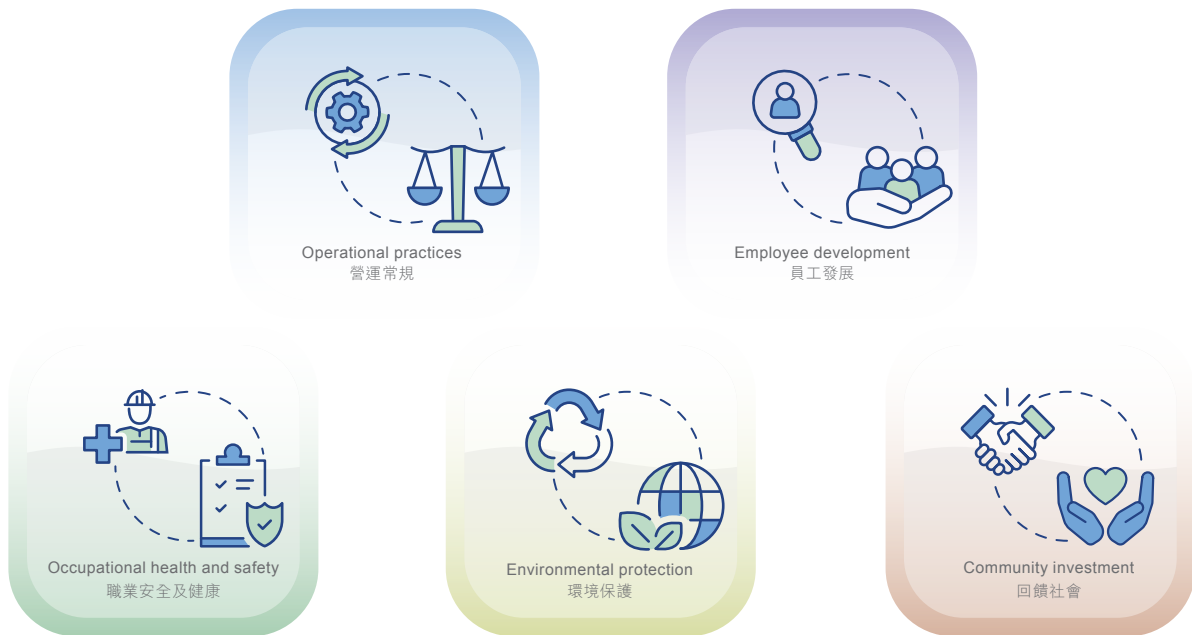 Operational practices
營運常規
Employee development
員工發展
Occupational health and safety
職業安全及健康
Environmental protection
環境保護
Community investment
回饋社會